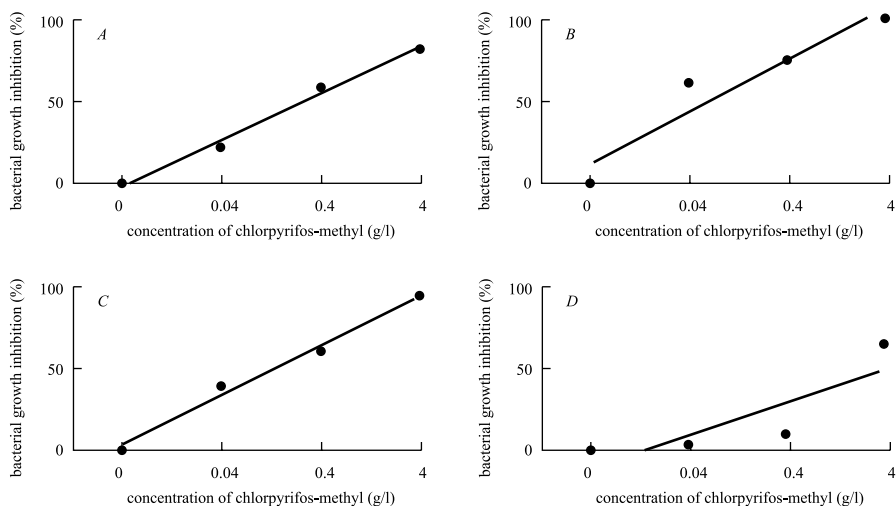 100
A
50
0
0
0.04
0.4
4
bacterial growth inhibition (%)
concentration of chlorpyrifos-methyl (g/l)
100
B
50
0
0
0.04
0.4
4
bacterial growth inhibition (%)
concentration of chlorpyrifos-methyl (g/l)
100
C
50
0
0
0.04
0.4
4
bacterial growth inhibition (%)
concentration of chlorpyrifos-methyl (g/l)
100
D
50
0
0
0.04
0.4
4
bacterial growth inhibition (%)
concentration of chlorpyrifos-methyl (g/l)